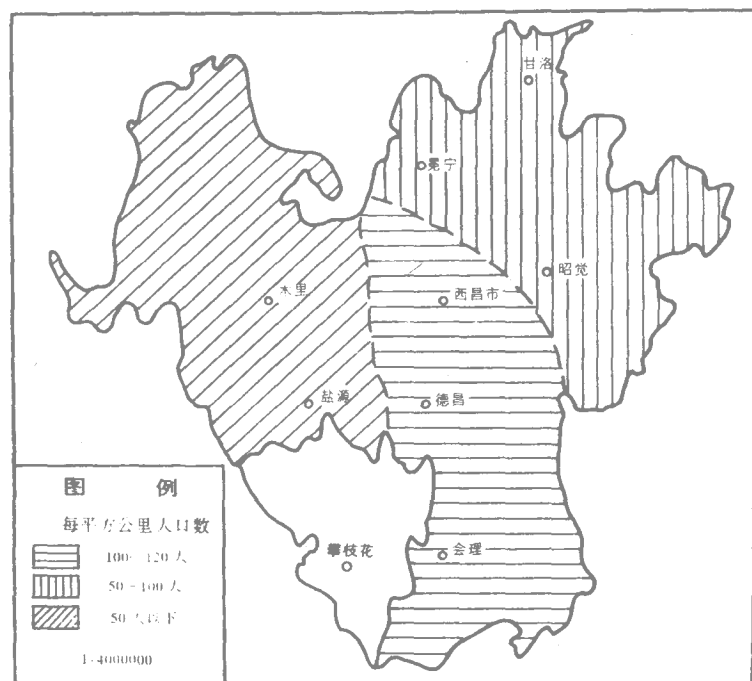 甘洛
冕宁
昭觉
木里
西昌市
盐源
德昌
攀枝花
会理
图 例
每平方公里人口数
100－120人
50－100人
50人以下
1:4000000